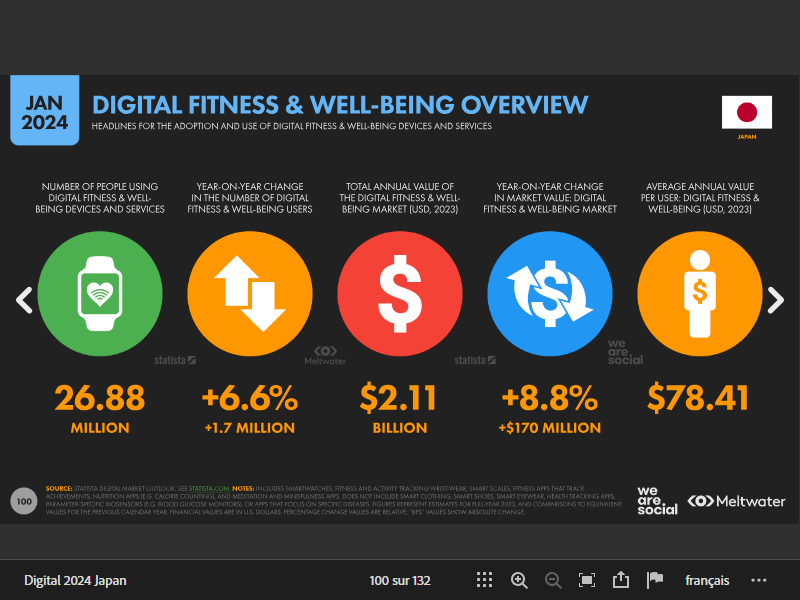 JAN
2024
DIGITAL FITNESS & WELL-BEING OVERVIEW
HEADLINES FOR THE ADOPTION AND USE OF DIGITAL FITNESS & WELL-BEING DEVICES AND SERVICES
JAPAN
NUMBER OF PEOPLE USING
DIGITAL FITNESS & WELL-
BEING DEVICES AND SERVICES
YEAR-ON-YEAR CHANGE
IN THE NUMBER OF DIGITAL
FITNESS & WELL-BEING USERS
TOTAL ANNUAL VALUE OF
THE DIGITAL FITNESS & WELL-
BEING MARKET (USD, 2023)
YEAR-ON-YEAR CHANGE
IN MARKET VALUE: DIGITAL
FITNESS & WELL-BEING MARKET
AVERAGE ANNUAL VALUE
PER USER: DIGITAL FITNESS &
WELL-BEING (USD, 2023)
$
$
$
statista
Meltwater
statista
we
are.
social
26.88
MILLION
+6.6%
+1.7 MILLION
$2.11
BILLION
+8.8%
+$170 MILLION
$78.41
100
SOURCE: STATISTA DIGITAL MARKET OUTLOOK. SEE STATISTA.COM. NOTES: INCLUDES SMARTWATCHES, FITNESS AND ACTIVITY TRACKING WRIST-WEAR, SMART SCALES, FITNESS APPS THAT TRACK
ACHIEVEMENTS, NUTRITION APPS (E.G. CALORIE COUNTING), AND MEDITATION AND MINDFULNESS APPS. DOES NOT INCLUDE SMART CLOTHING, SMART SHOES, SMART EYEWEAR, HEALTH TRACKING APPS,
PARAMETER-SPECIFIC BIOSENSORS (E.G. BLOOD GLUCOSE MONITORS), OR APPS THAT FOCUS ON SPECIFIC DISEASES. FIGURES REPRESENT ESTIMATES FOR FULL-YEAR 2023, AND COMPARISONS TO EQUIVALENT
VALUES FOR THE PREVIOUS CALENDAR YEAR. FINANCIAL VALUES ARE IN U.S. DOLLARS. PERCENTAGE CHANGE VALUES ARE RELATIVE. "BPS" VALUES SHOW ABSOLUTE CHANGE.
we
are.
social
Meltwater
Digital 2024 Japan
100 sur 132
français